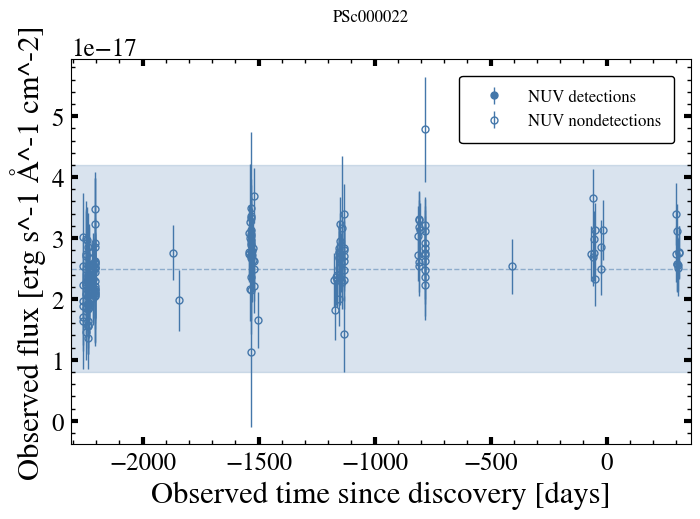 PSc000022
1e−17
Observed flux [erg s^-1 Å^-1 cm^-2]
5
4
3
2
1
0
NUV detections
NUV nondetections
−2000 −1500 −1000 −500 0
Observed time since discovery [days]